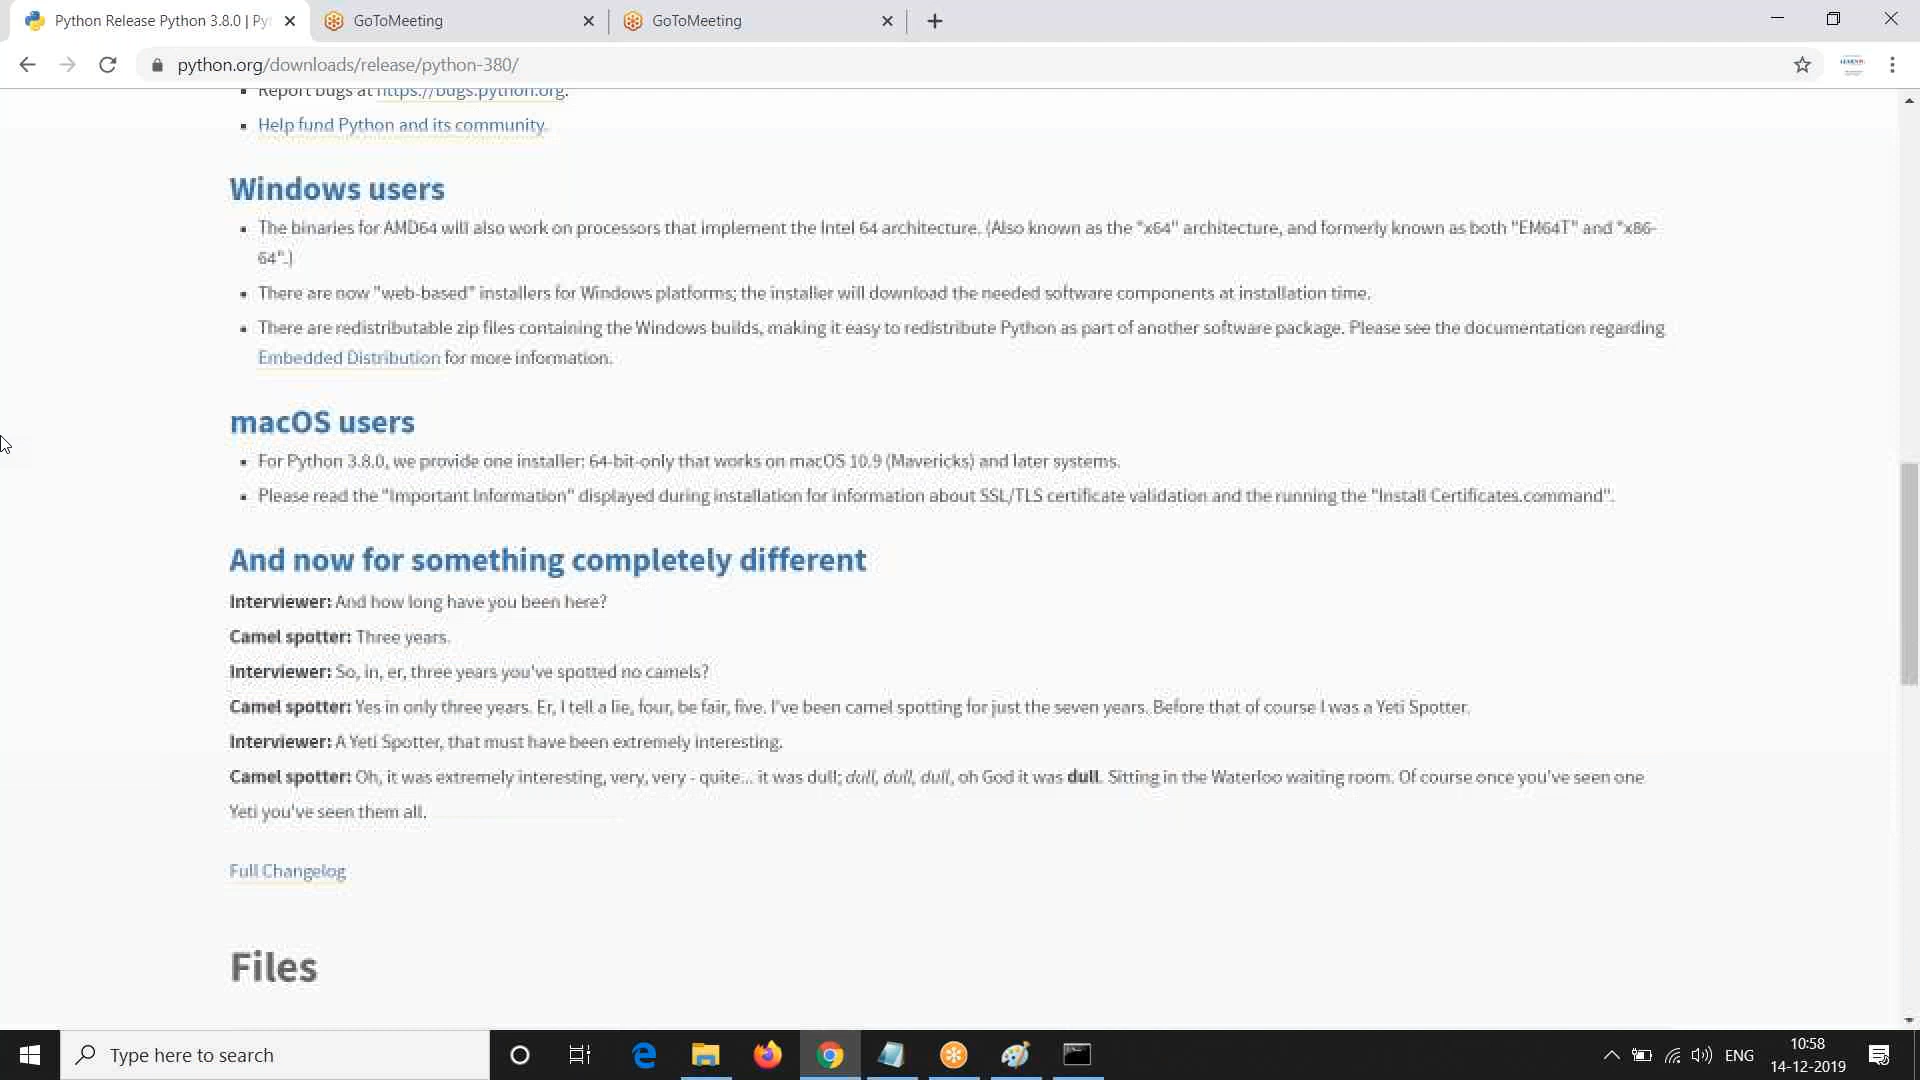 Python Release Python 3.8.0 | Py
GoToMeeting
GoToMeeting
python.org/downloads/release/python-380/
Report bugs at https://bugs.python.org.
Help fund Python and its community.
Windows users
The binaries for AMD64 will also work on processors that implement the Intel 64 architecture. (Also known as the "x64" architecture, and formerly known as both "EM64T" and "x86-
64".)
There are now "web-based" installers for Windows platforms; the installer will download the needed software components at installation time.
There are redistributable zip files containing the Windows builds, making it easy to redistribute Python as part of another software package. Please see the documentation regarding
Embedded Distribution for more information.
macOS users
For Python 3.8.0, we provide one installer: 64-bit-only that works on macOS 10.9 (Mavericks) and later systems.
Please read the "Important Information" displayed during installation for information about SSL/TLS certificate validation and the running the "Install Certificates.command".
And now for something completely different
Interviewer: And how long have you been here?
Camel spotter: Three years.
Interviewer: So, in, er, three years you've spotted no camels?
Camel spotter: Yes in only three years. Er, I tell a lie, four, be fair, five. I've been camel spotting for just the seven years. Before that of course I was a Yeti Spotter.
Interviewer: A Yeti Spotter, that must have been extremely interesting.
Camel spotter: Oh, it was extremely interesting, very, very - quite... it was dull; dull, dull, dull, oh God it was dull. Sitting in the Waterloo waiting room. Of course once you've seen one
Yeti you've seen them all.
Full Changelog
Files
Type here to search
ENG
10:58
14-12-2019